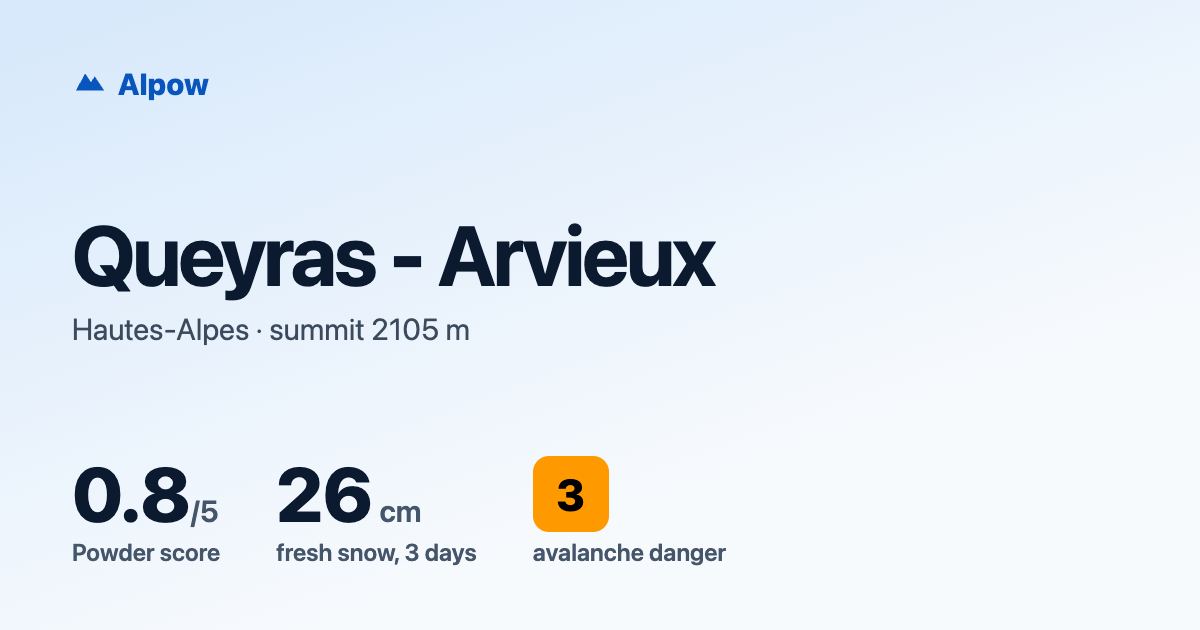 Alpow
Queyras - Arvieux
Hautes-Alpes · summit 2105 m
0.8/5
Powder score
26 cm
fresh snow, 3 days
3
avalanche danger